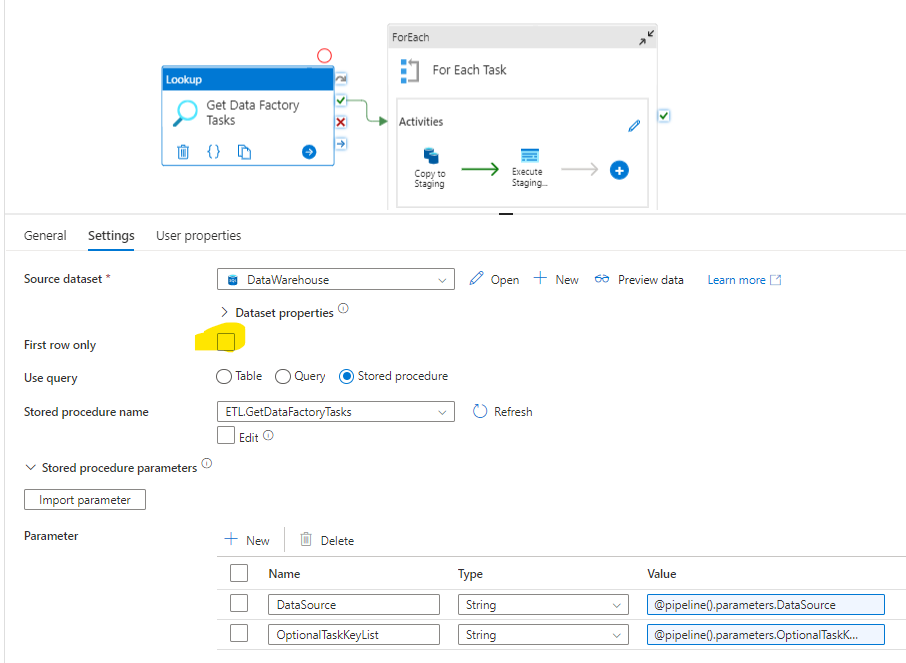 ForEach
Lookup
For Each Task
Get Data Factory
Tasks
Activities
Copy to
Staging
Execute
Staging...
General Settings User properties
Source dataset * DataWarehouse Open New Preview data Learn more
Dataset properties
First row only
Use query Table Query Stored procedure
Stored procedure name ETL.GetDataFactoryTasks Refresh
Edit
Stored procedure parameters
Import parameter
Parameter New Delete
Name Type Value
DataSource String @pipeline().parameters.DataSource
OptionalTaskKeyList String @pipeline().parameters.OptionalTaskK...